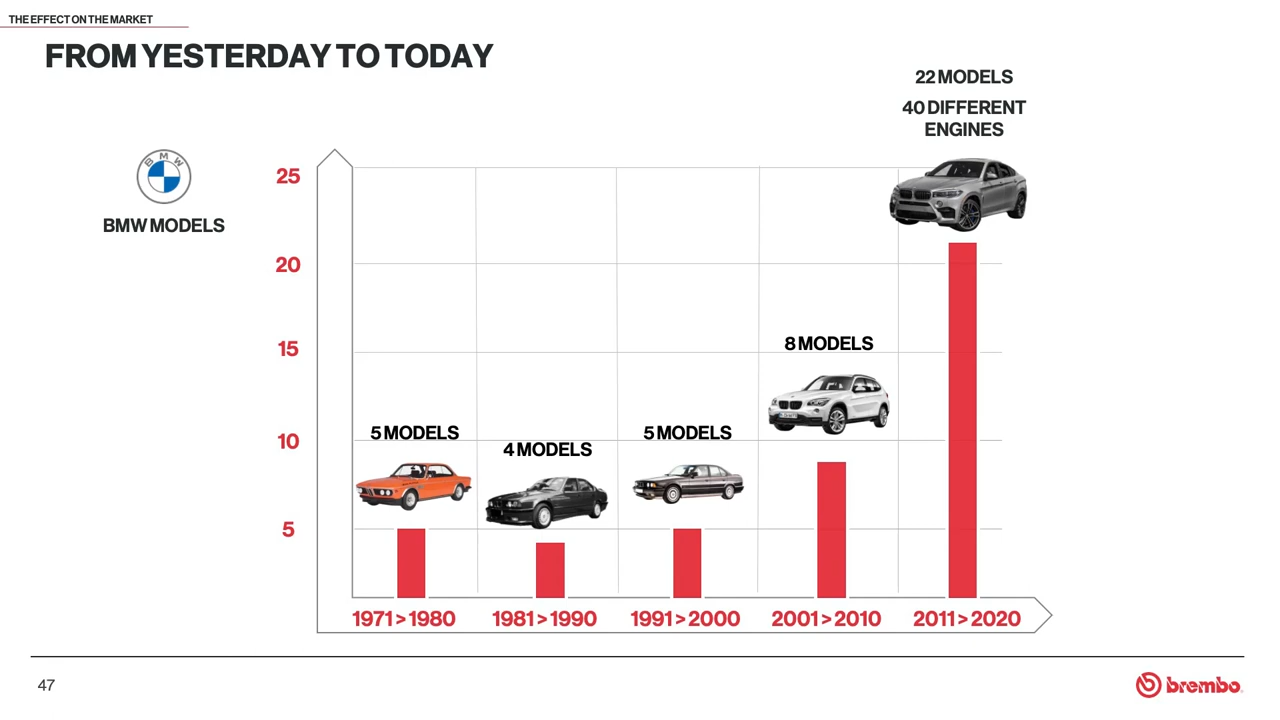 THE EFFECT ON THE MARKET
FROM YESTERDAY TO TODAY
22 MODELS
40 DIFFERENT
ENGINES
BMW
BMW MODELS
25
20
15
10
5
5 MODELS
4 MODELS
5 MODELS
8 MODELS
1971 > 1980
1981 > 1990
1991 > 2000
2001 > 2010
2011 > 2020
47
brembo